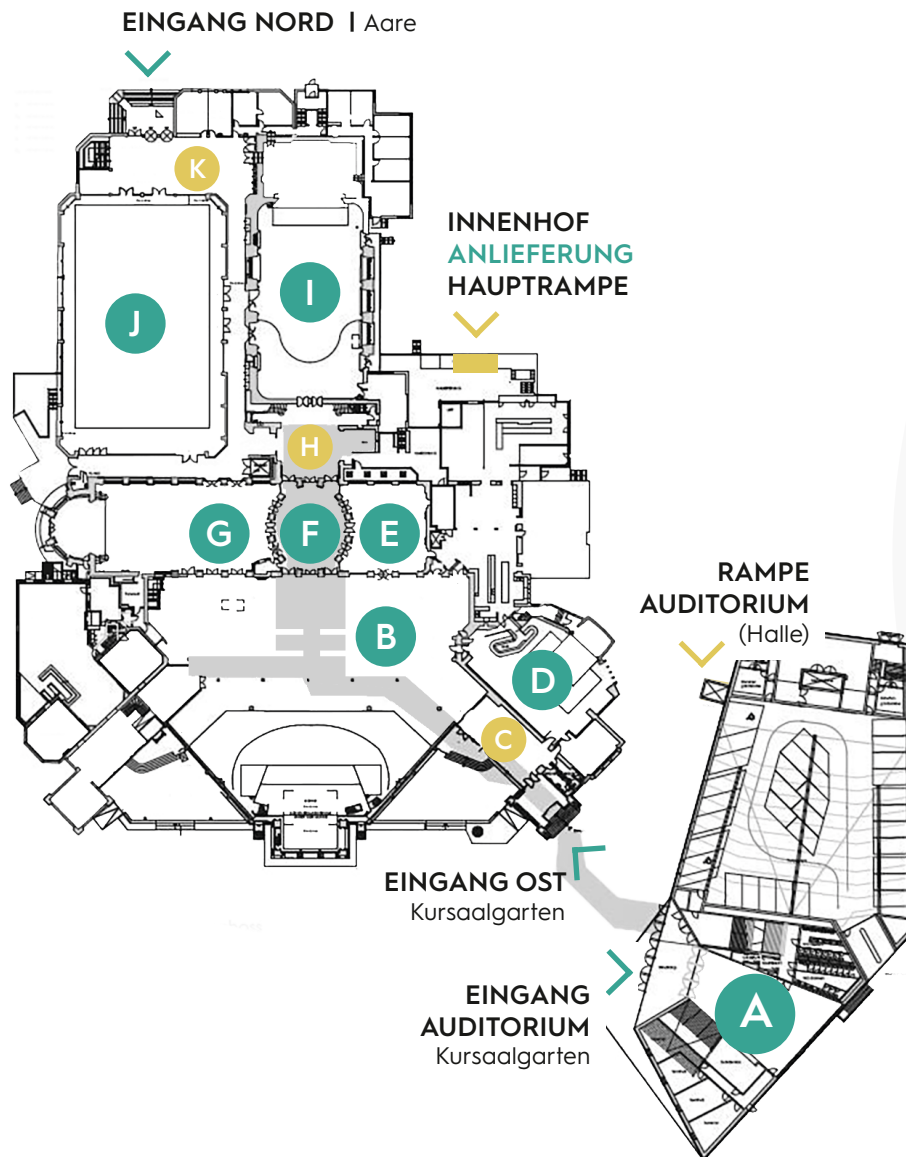 EINGANG NORD | Aare
K
INNENHOF
ANLIEFERUNG
HAUPTRAMPE
I
J
H
G
F
E
RAMPE
AUDITORIUM
(Halle)
B
D
C
EINGANG OST
Kursaalgarten
EINGANG
AUDITORIUM
Kursaalgarten
A